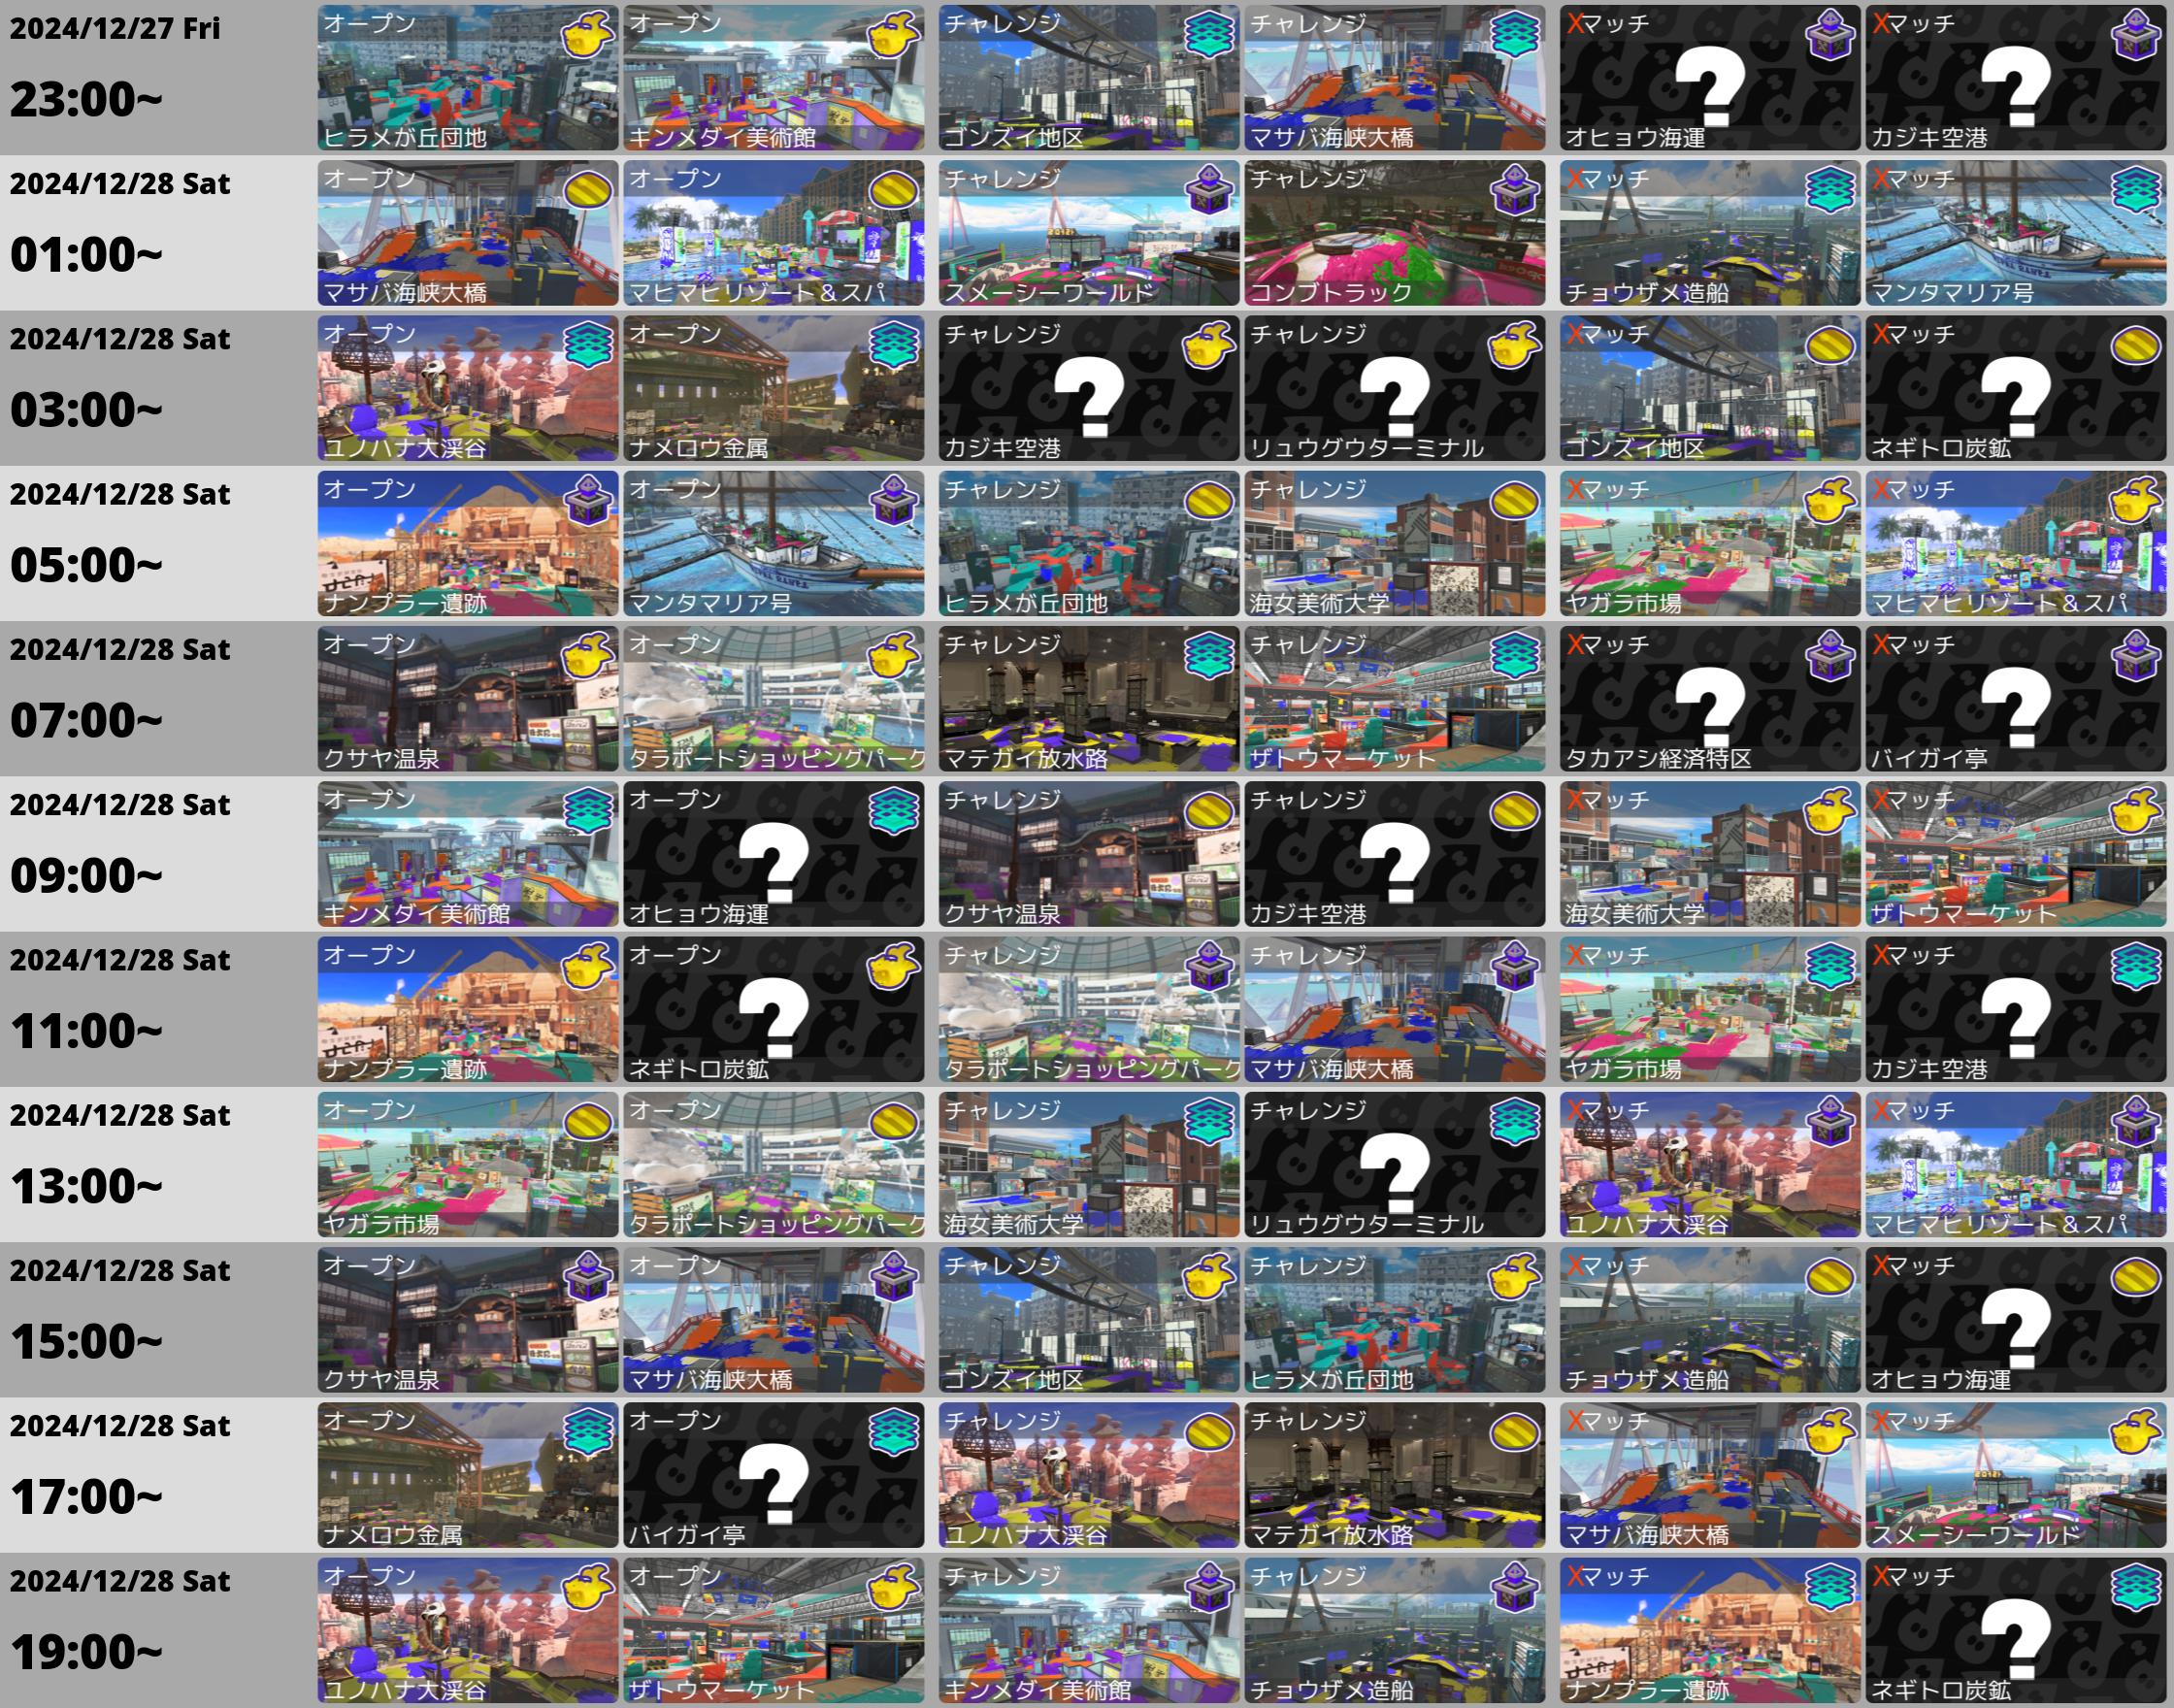 2024/12/27 Fri
23:00~
オープン
ヒラメが丘団地
オープン
キンメダイ美術館
チャレンジ
ゴンズイ地区
チャレンジ
マサバ海峡大橋
Xマッチ
?
オヒョウ海運
Xマッチ
?
カジキ空港
2024/12/28 Sat
01:00~
オープン
マサバ海峡大橋
オープン
マヒマヒリゾート&スパ
チャレンジ
スメーシーワールド
チャレンジ
コンブトラック
Xマッチ
チョウザメ造船
Xマッチ
マンタマリア号
2024/12/28 Sat
03:00~
オープン
ユノハナ大渓谷
オープン
ナメロウ金属
チャレンジ
?
カジキ空港
チャレンジ
?
リュウグウターミナル
Xマッチ
ゴンズイ地区
Xマッチ
?
ネギトロ炭鉱
2024/12/28 Sat
05:00~
オープン
ナンプラー遺跡
オープン
マンタマリア号
チャレンジ
ヒラメが丘団地
チャレンジ
海女美術大学
Xマッチ
ヤガラ市場
Xマッチ
マヒマヒリゾート&スパ
2024/12/28 Sat
07:00~
オープン
クサヤ温泉
オープン
タラポートショッピングパーク
チャレンジ
マテガイ放水路
チャレンジ
ザトウマーケット
Xマッチ
?
タカアシ経済特区
Xマッチ
?
バイガイ亭
2024/12/28 Sat
09:00~
オープン
キンメダイ美術館
オープン
?
オヒョウ海運
チャレンジ
クサヤ温泉
チャレンジ
?
カジキ空港
Xマッチ
海女美術大学
Xマッチ
ザトウマーケット
2024/12/28 Sat
11:00~
オープン
ナンプラー遺跡
オープン
?
ネギトロ炭鉱
チャレンジ
タラポートショッピングパーク
チャレンジ
マサバ海峡大橋
Xマッチ
ヤガラ市場
Xマッチ
?
カジキ空港
2024/12/28 Sat
13:00~
オープン
ヤガラ市場
オープン
タラポートショッピングパーク
チャレンジ
海女美術大学
チャレンジ
?
リュウグウターミナル
Xマッチ
ユノハナ大渓谷
Xマッチ
マヒマヒリゾート&スパ
2024/12/28 Sat
15:00~
オープン
クサヤ温泉
オープン
マサバ海峡大橋
チャレンジ
ゴンズイ地区
チャレンジ
ヒラメが丘団地
Xマッチ
チョウザメ造船
Xマッチ
?
オヒョウ海運
2024/12/28 Sat
17:00~
オープン
ナメロウ金属
オープン
?
バイガイ亭
チャレンジ
ユノハナ大渓谷
チャレンジ
マテガイ放水路
Xマッチ
マサバ海峡大橋
Xマッチ
スメーシーワールド
2024/12/28 Sat
19:00~
オープン
ユノハナ大渓谷
オープン
ザトウマーケット
チャレンジ
キンメダイ美術館
チャレンジ
チョウザメ造船
Xマッチ
ナンプラー遺跡
Xマッチ
?
ネギトロ炭鉱